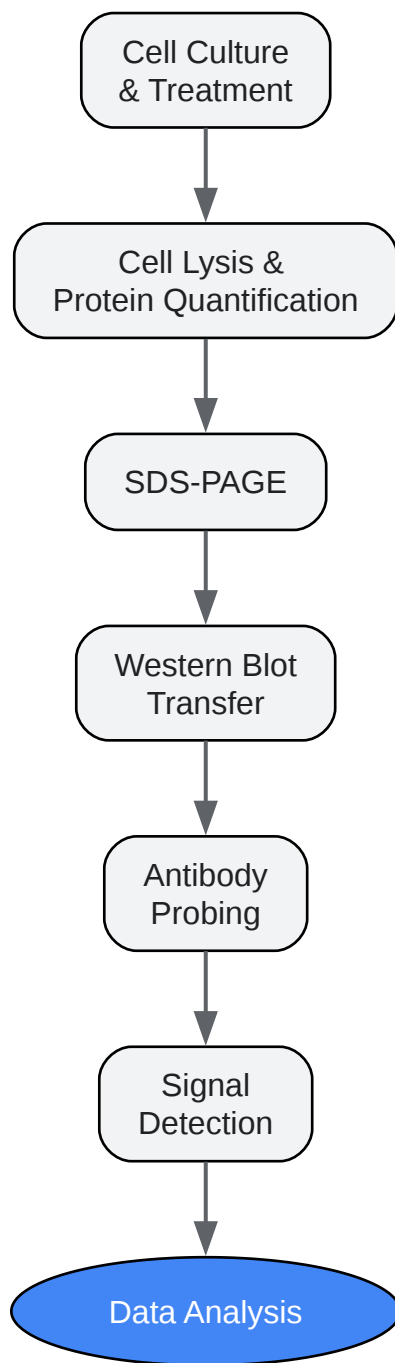 Cell Culture
& Treatment
Cell Lysis &
Protein Quantification
SDS-PAGE
Western Blot
Transfer
Antibody
Probing
Signal
Detection
Data Analysis